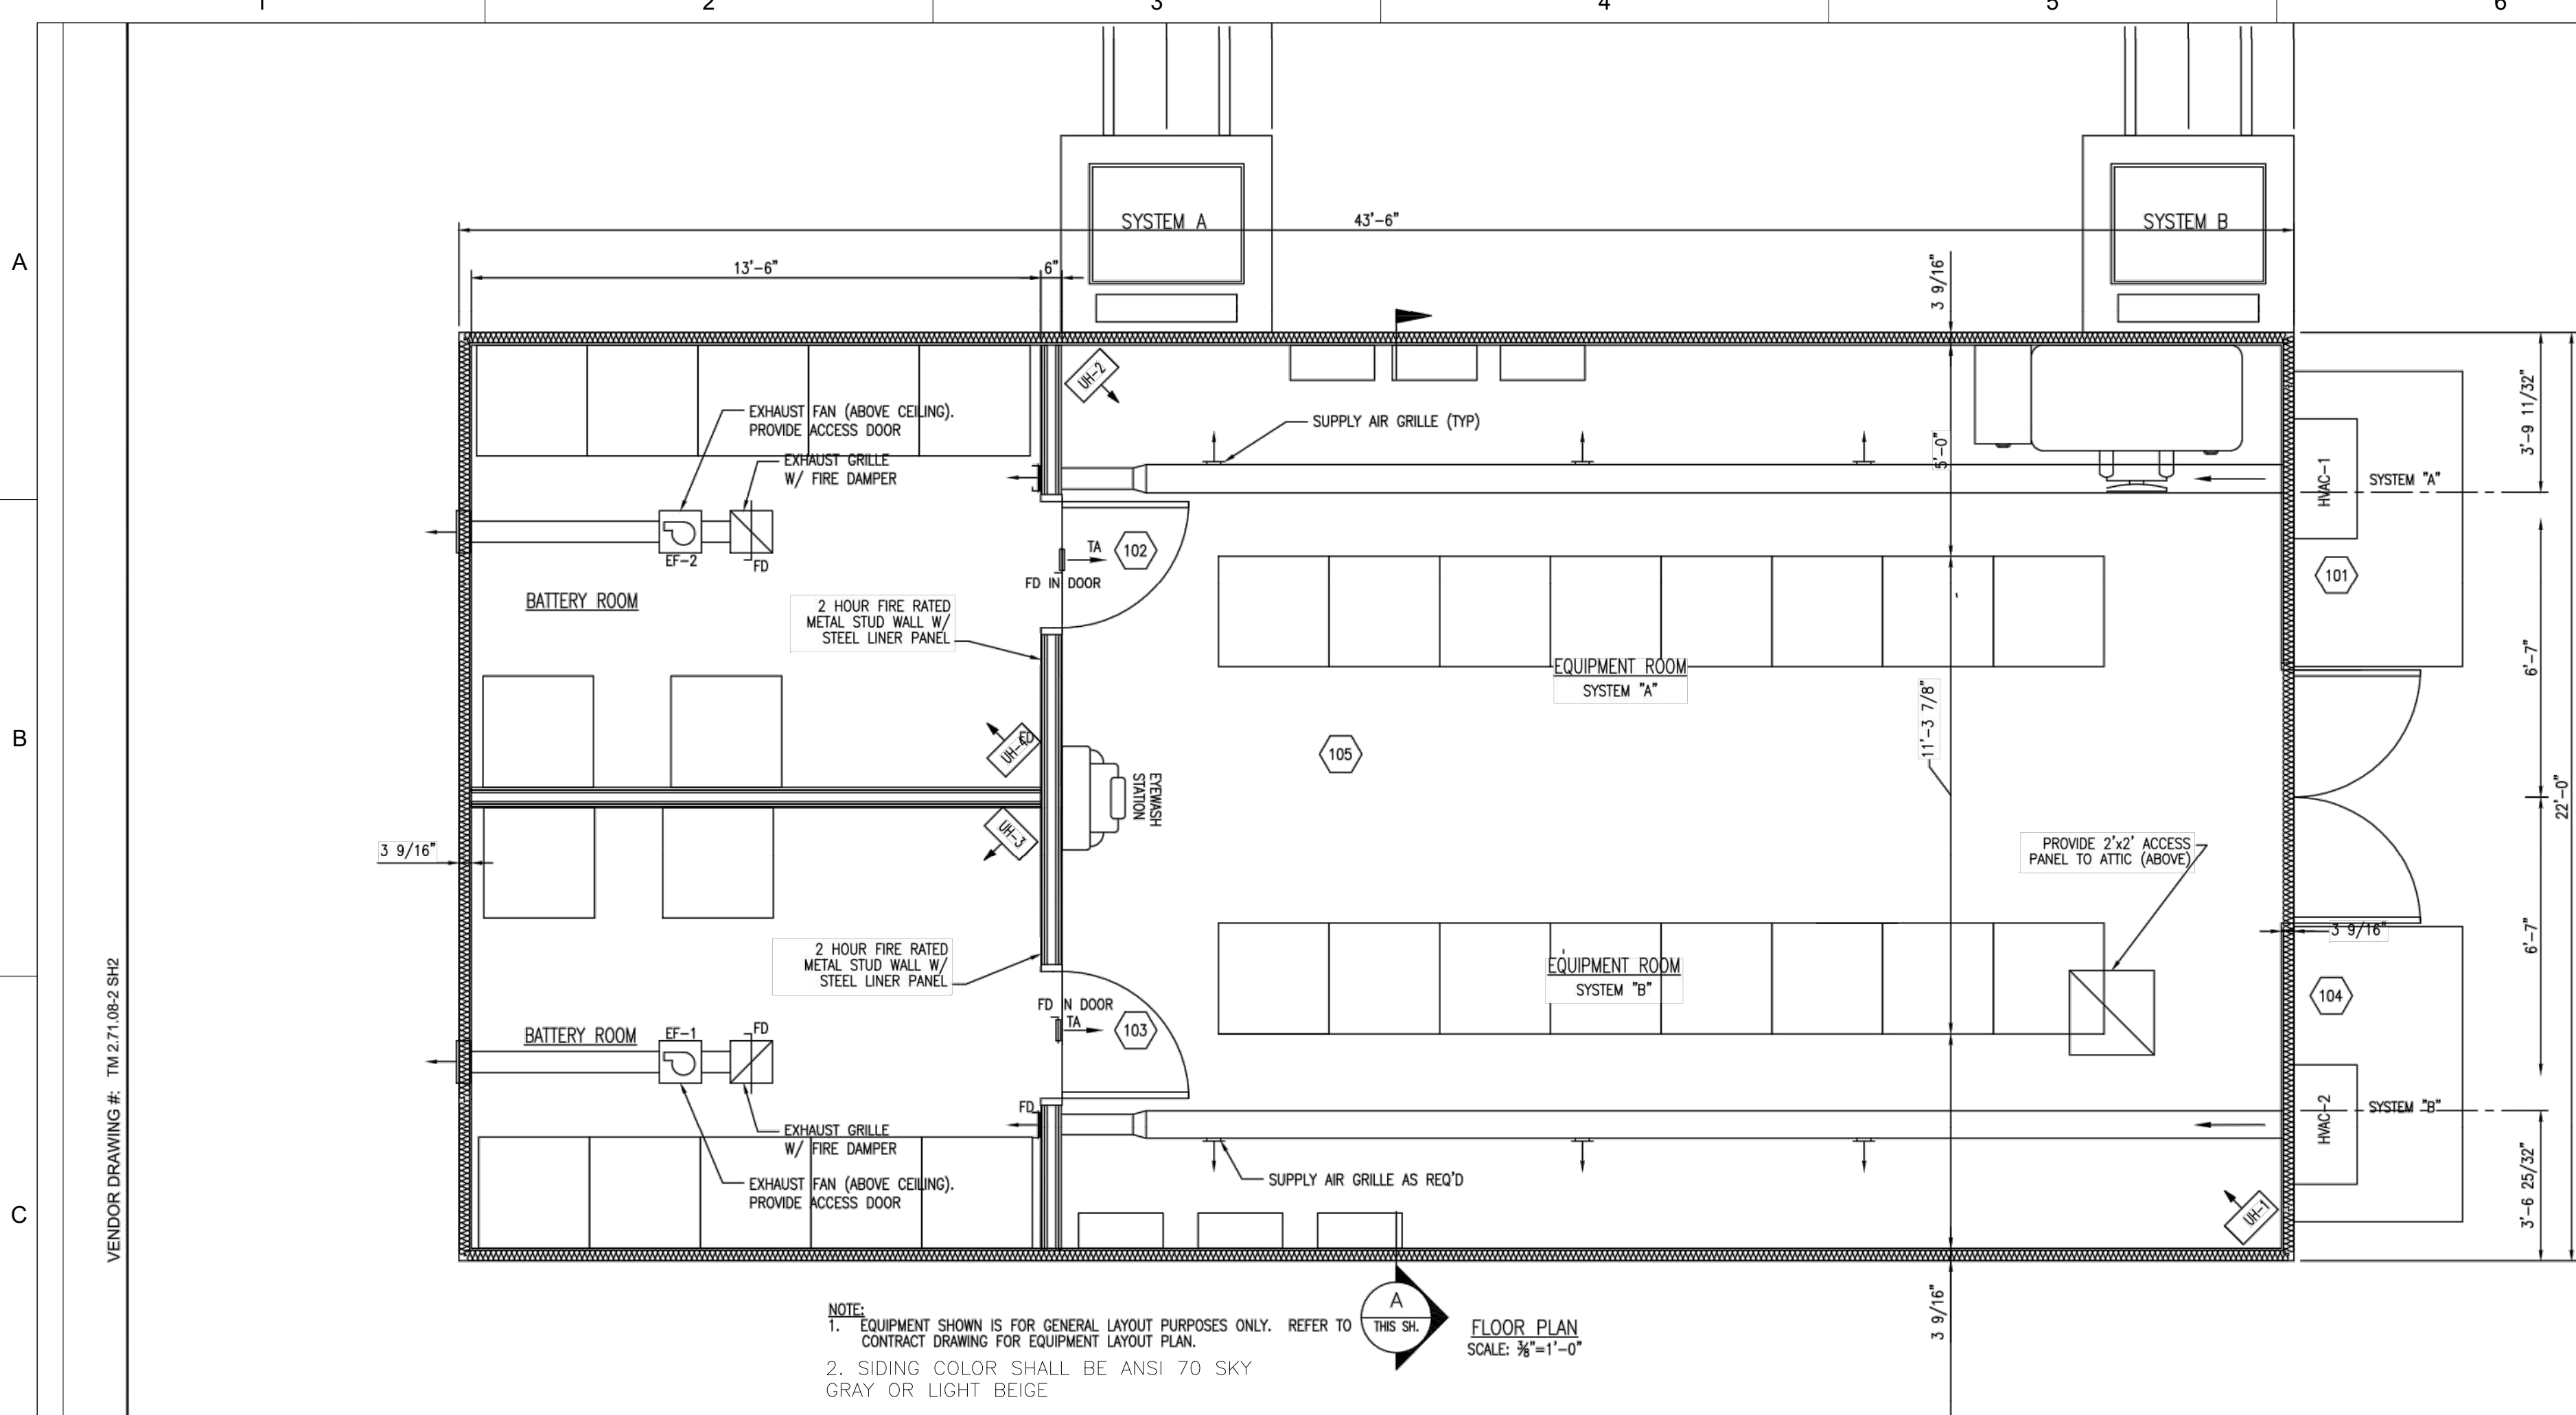 1
2
3
4
5
6
A
B
C
VENDOR DRAWING #: TM 2.71.08-2 SH2
SYSTEM A
SYSTEM B
43'-6"
13'-6"
6"
3 9/16"
UH-2
EXHAUST FAN (ABOVE CEILING).
PROVIDE ACCESS DOOR
EXHAUST GRILLE
W/ FIRE DAMPER
SUPPLY AIR GRILLE (TYP)
5'-0"
3'-9 11/32"
HVAC-1
SYSTEM "A"
EF-2
FD
TA
102
FD IN DOOR
BATTERY ROOM
2 HOUR FIRE RATED
METAL STUD WALL W/
STEEL LINER PANEL
101
EQUIPMENT ROOM
SYSTEM "A"
6'-7"
11'-3 7/8"
UH-4
FD
105
EYEWASH
STATION
22'-0"
UH-3
3 9/16"
PROVIDE 2'x2' ACCESS
PANEL TO ATTIC (ABOVE)
3 9/16"
6'-7"
2 HOUR FIRE RATED
METAL STUD WALL W/
STEEL LINER PANEL
EQUIPMENT ROOM
SYSTEM "B"
104
FD IN DOOR
TA
103
BATTERY ROOM
EF-1
FD
FD
HVAC-2
SYSTEM "B"
EXHAUST GRILLE
W/ FIRE DAMPER
EXHAUST FAN (ABOVE CEILING).
PROVIDE ACCESS DOOR
SUPPLY AIR GRILLE AS REQ'D
3'-6 25/32"
UH-1
3 9/16"
NOTE:
1. EQUIPMENT SHOWN IS FOR GENERAL LAYOUT PURPOSES ONLY. REFER TO
CONTRACT DRAWING FOR EQUIPMENT LAYOUT PLAN.
2. SIDING COLOR SHALL BE ANSI 70 SKY
GRAY OR LIGHT BEIGE
A
THIS SH.
FLOOR PLAN
SCALE: ⅜"=1'-0"